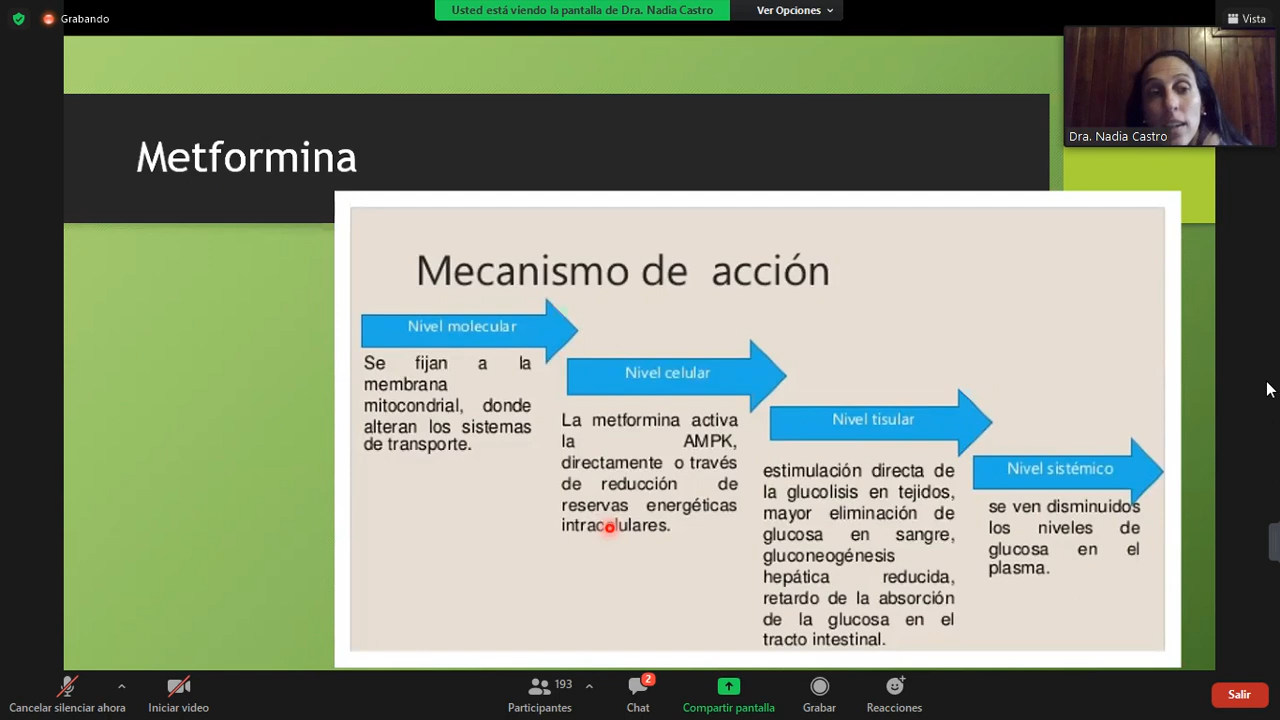 Grabando
Usted está viendo la pantalla de Dra. Nadia Castro
Ver Opciones
Vista
Dra. Nadia Castro
Metformina
Mecanismo de acción
Nivel molecular
Se fijan a la
membrana
mitocondrial, donde
alteran los sistemas
de transporte.
Nivel celular
La metformina activa
la AMPK,
directamente o través
de reducción de
reservas energéticas
intracelulares.
Nivel tisular
estimulación directa de
la glucolisis en tejidos,
mayor eliminación de
glucosa en sangre,
gluconeogénesis
hepática reducida,
retardo de la absorción
de la glucosa en el
tracto intestinal.
Nivel sistémico
se ven disminuidos
los niveles de
glucosa en el
plasma.
Cancelar silenciar ahora
Iniciar video
193
Participantes
2
Chat
Compartir pantalla
Grabar
Reacciones
Salir